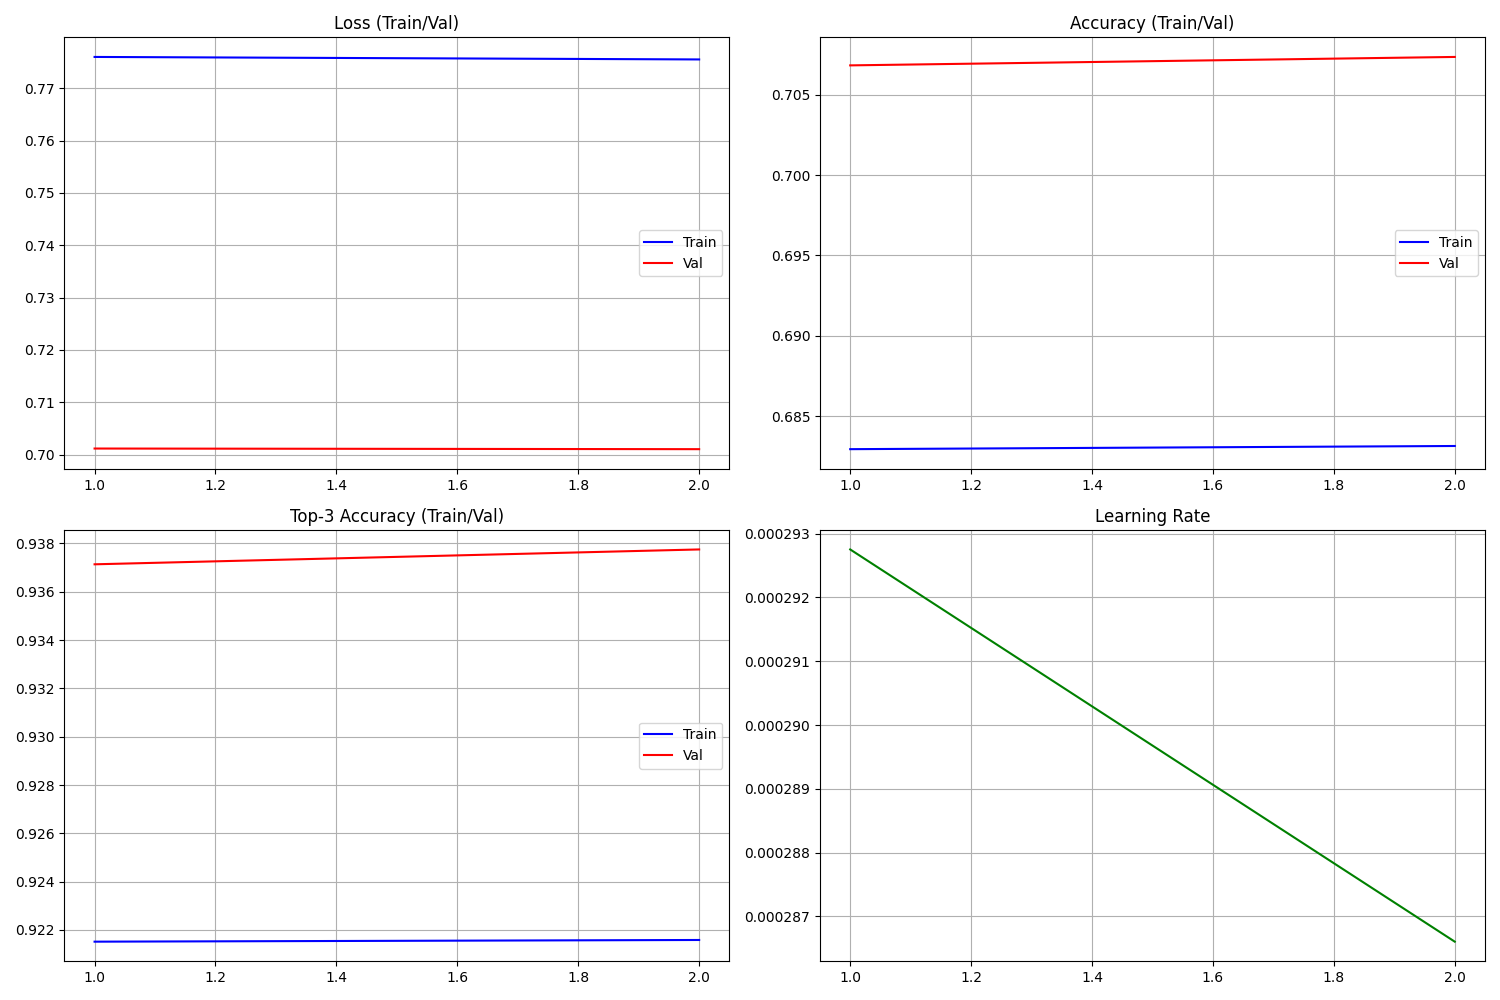 Loss (Train/Val)
0.77
0.76
0.75
0.74
0.73
0.72
0.71
0.70
Train
Val
1.0 1.2 1.4 1.6 1.8 2.0
Accuracy (Train/Val)
0.705
0.700
0.695
0.690
0.685
Train
Val
1.0 1.2 1.4 1.6 1.8 2.0
Top-3 Accuracy (Train/Val)
0.938
0.936
0.934
0.932
0.930
0.928
0.926
0.924
0.922
Train
Val
1.0 1.2 1.4 1.6 1.8 2.0
Learning Rate
0.000293
0.000292
0.000291
0.000290
0.000289
0.000288
0.000287
1.0 1.2 1.4 1.6 1.8 2.0